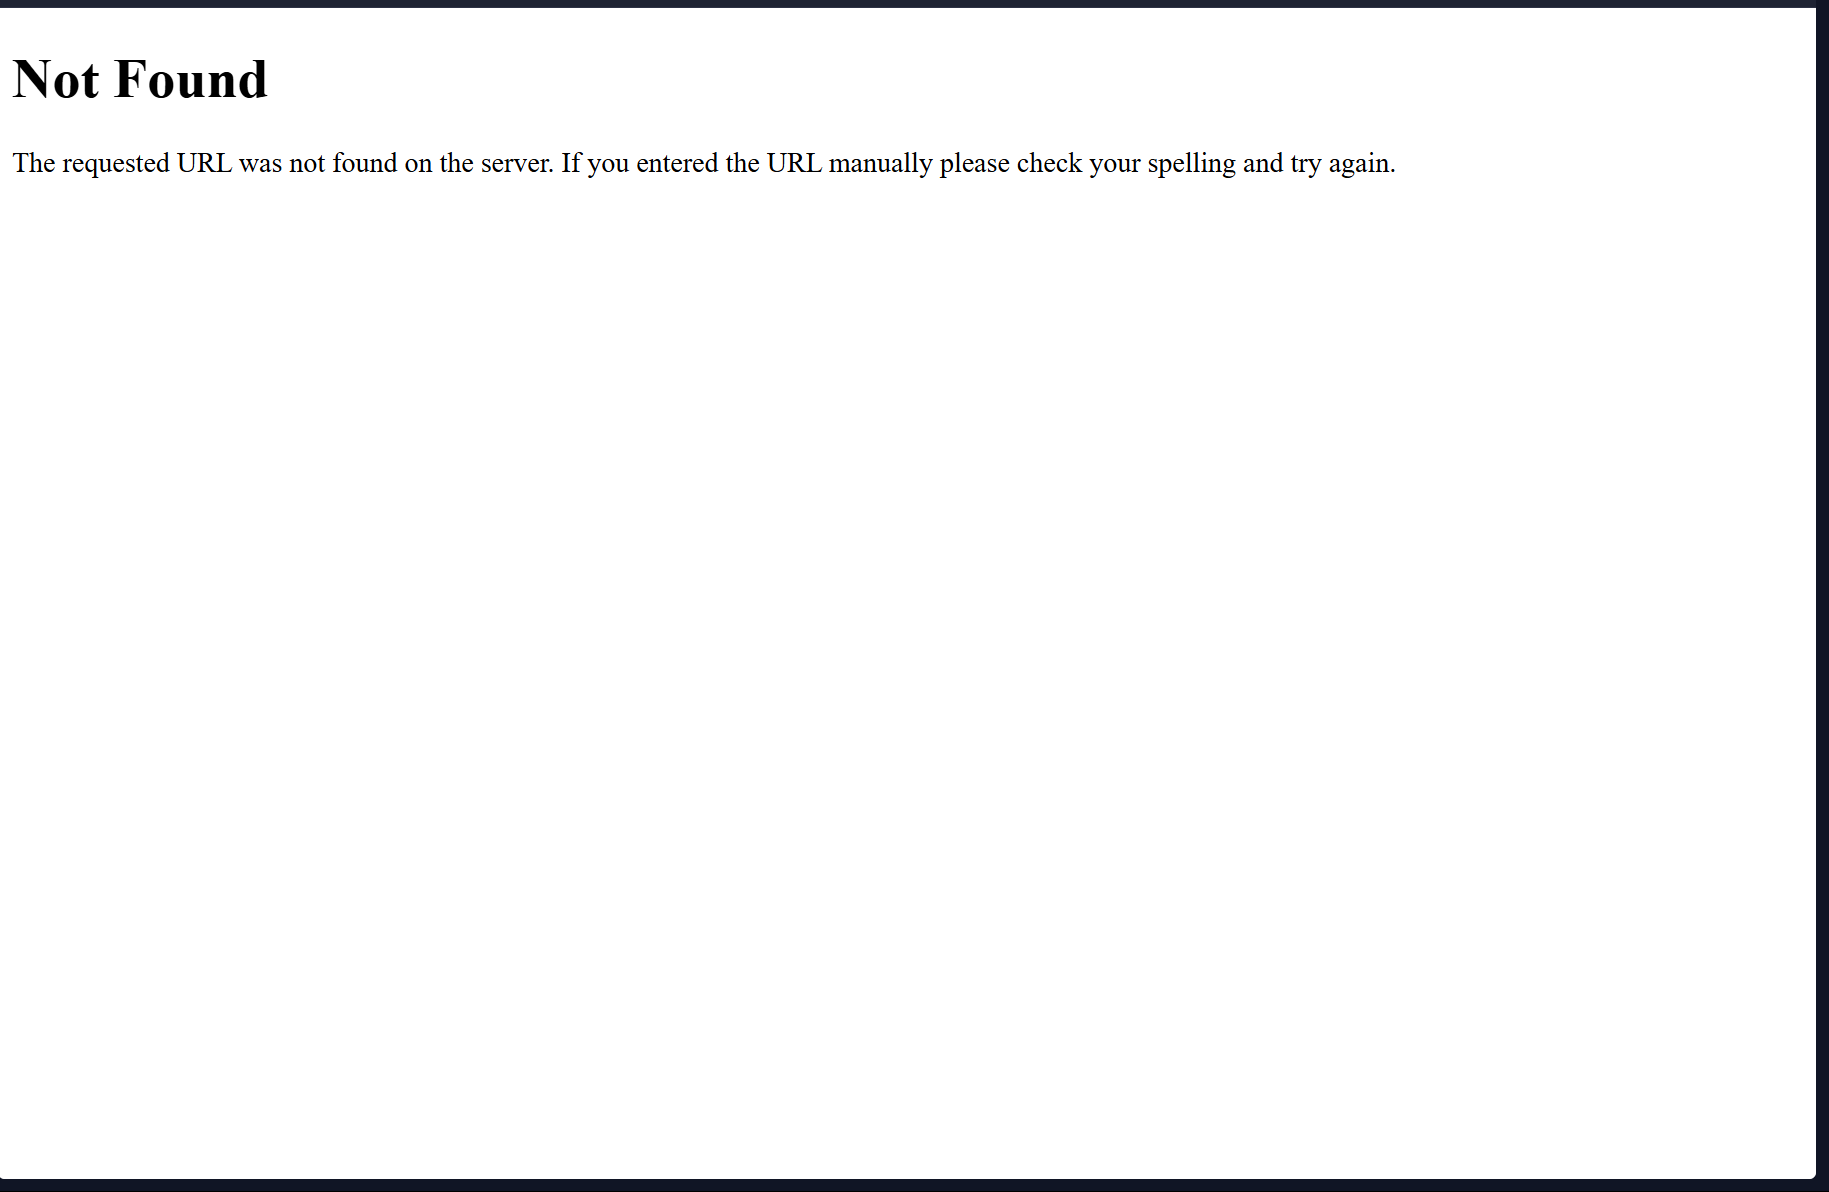 Not Found
The requested URL was not found on the server. If you entered the URL manually please check your spelling and try again.